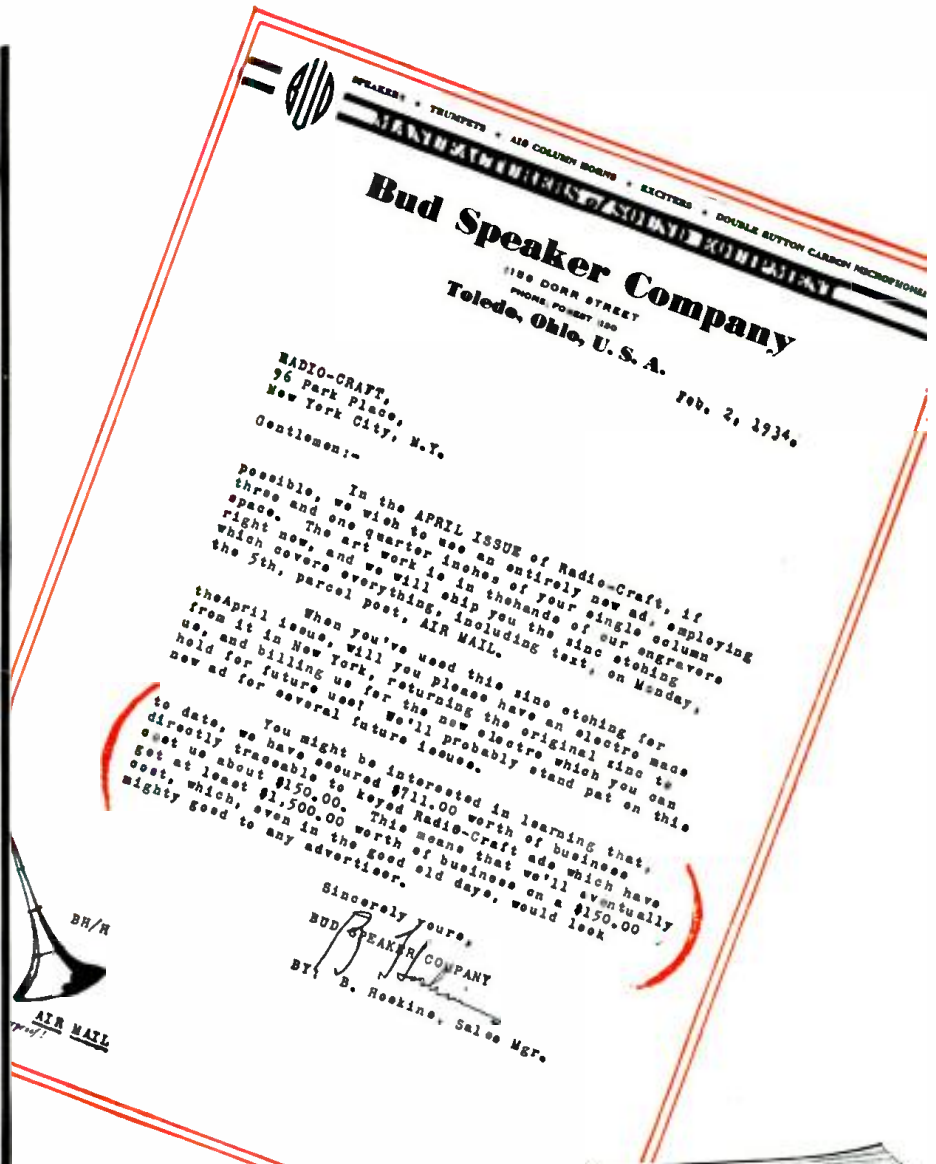 BUD
SPEAKERS • TRUMPETS • AIR COLUMN HORNS • EXCITERS • DOUBLE BUTTON CARBON MICROPHONES
MANUFACTURERS of SOUND EQUIPMENT
Bud Speaker Company
DORR STREET
PHONE, FOREST
Toledo, Ohio, U. S. A.
Feb. 2, 1934.
RADIO-CRAFT,
96 Park Place,
New York City, N.Y.
Gentlemen:-
In the APRIL ISSUE of Radio-Craft, if
possible, we wish to use an entirely new ad, employing
three and one quarter inches of your single column
space. The art work is in thehands of our engravers
right now, and we will ship you the zinc etching
which covers everything, including text, on Monday,
the 5th, parcel post, AIR MAIL.
When you've used this zinc etching for
theApril issue, will you please have an electro made
from it in New York, returning the original zinc to
us, and billing us for the new electro which you can
hold for future use! We'll probably stand pat on this
new ad for several future issues.
You might be interested in learning that,
to date, we have secured $711.00 worth of business
directly traceable to keyed Radio-Craft ads which have
cost us about $150.00. This means that we'll eventually
get at least $1,500.00 worth of business on a $150.00
cost, which, even in the good old days, would look
mighty good to any advertiser.
Sincerely yours,
BUD SPEAKER COMPANY
BY: B. Hoskins, Sales Mgr.
BH/H
AIR MAIL